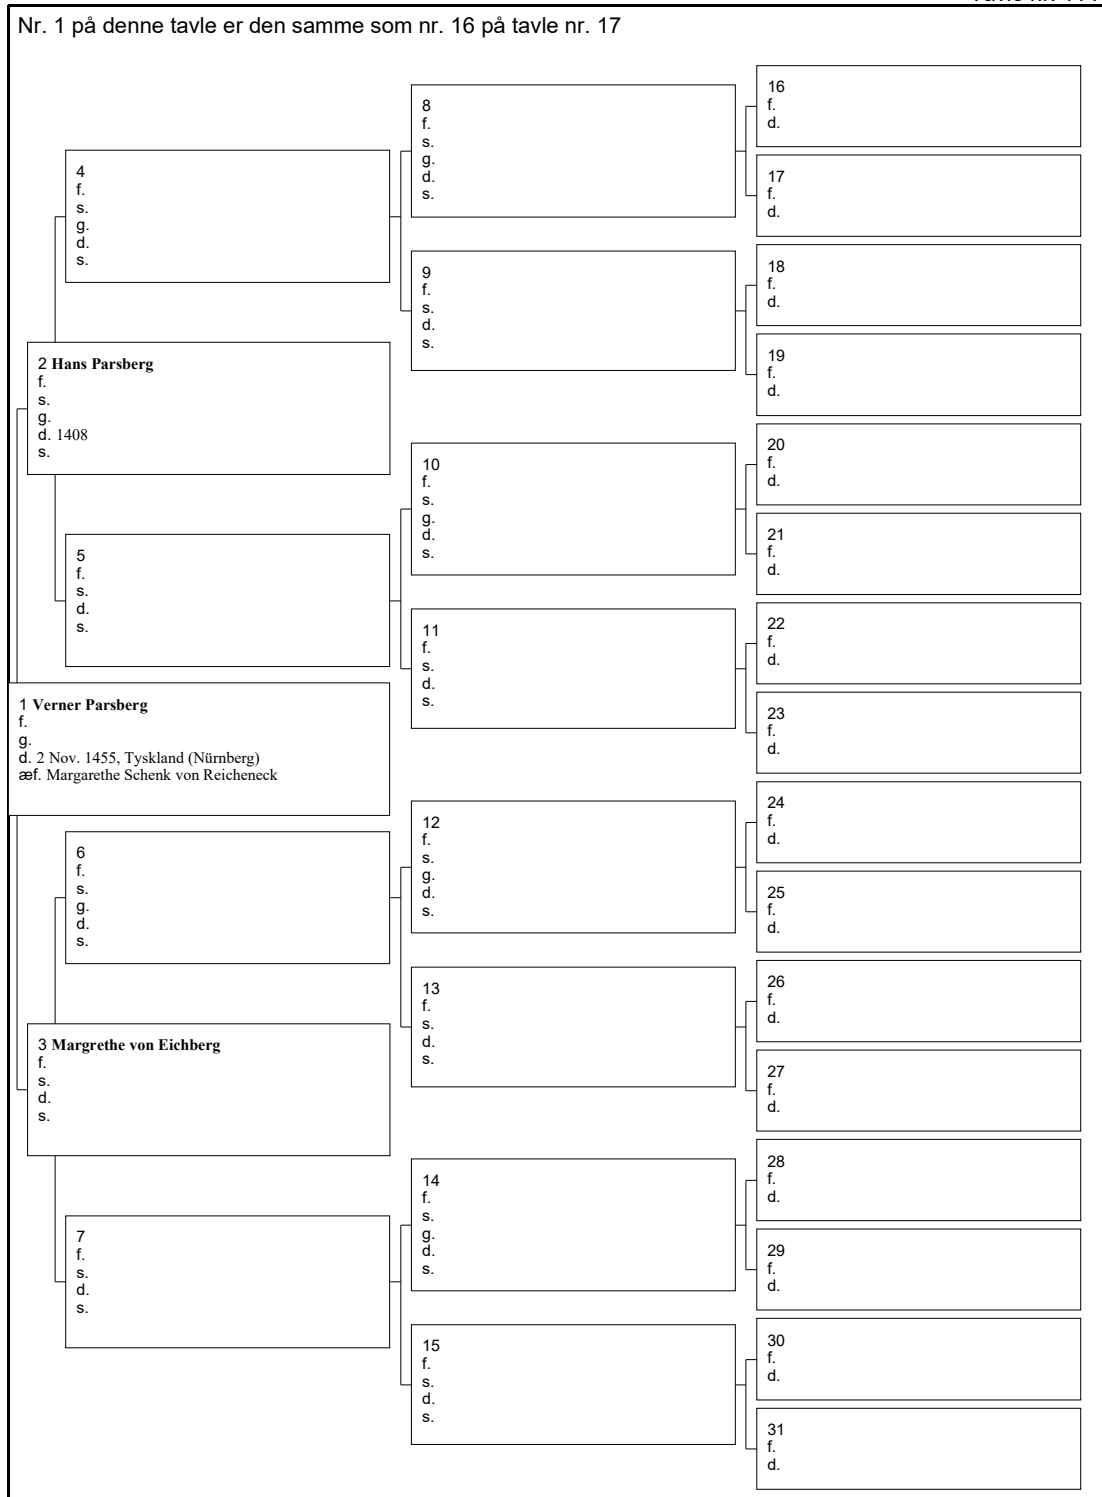 Nr. 1 på denne tavle er den samme som nr. 16 på tavle nr. 17
16
f.
d.
8
f.
s.
g.
d.
s.
4
f.
s.
g.
d.
s.
17
f.
d.
9
f.
s.
d.
s.
18
f.
d.
19
f.
d.
2 Hans Parsberg
f.
s.
g.
d. 1408
s.
10
f.
s.
g.
d.
s.
20
f.
d.
21
f.
d.
5
f.
s.
d.
s.
11
f.
s.
d.
s.
22
f.
d.
23
f.
d.
1 Verner Parsberg
f.
g.
d. 2 Nov. 1455, Tyskland (Nürnberg)
æf. Margarethe Schenk von Reicheneck
12
f.
s.
g.
d.
s.
24
f.
d.
25
f.
d.
6
f.
s.
g.
d.
s.
13
f.
s.
d.
s.
26
f.
d.
27
f.
d.
3 Margrethe von Eichberg
f.
s.
d.
s.
14
f.
s.
g.
d.
s.
28
f.
d.
29
f.
d.
7
f.
s.
d.
s.
15
f.
s.
d.
s.
30
f.
d.
31
f.
d.